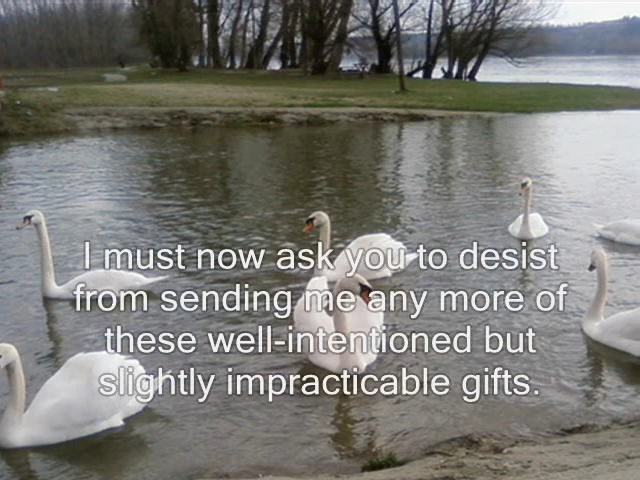 I must now ask you to desist
from sending me any more of
these well-intentioned but
slightly impracticable gifts.